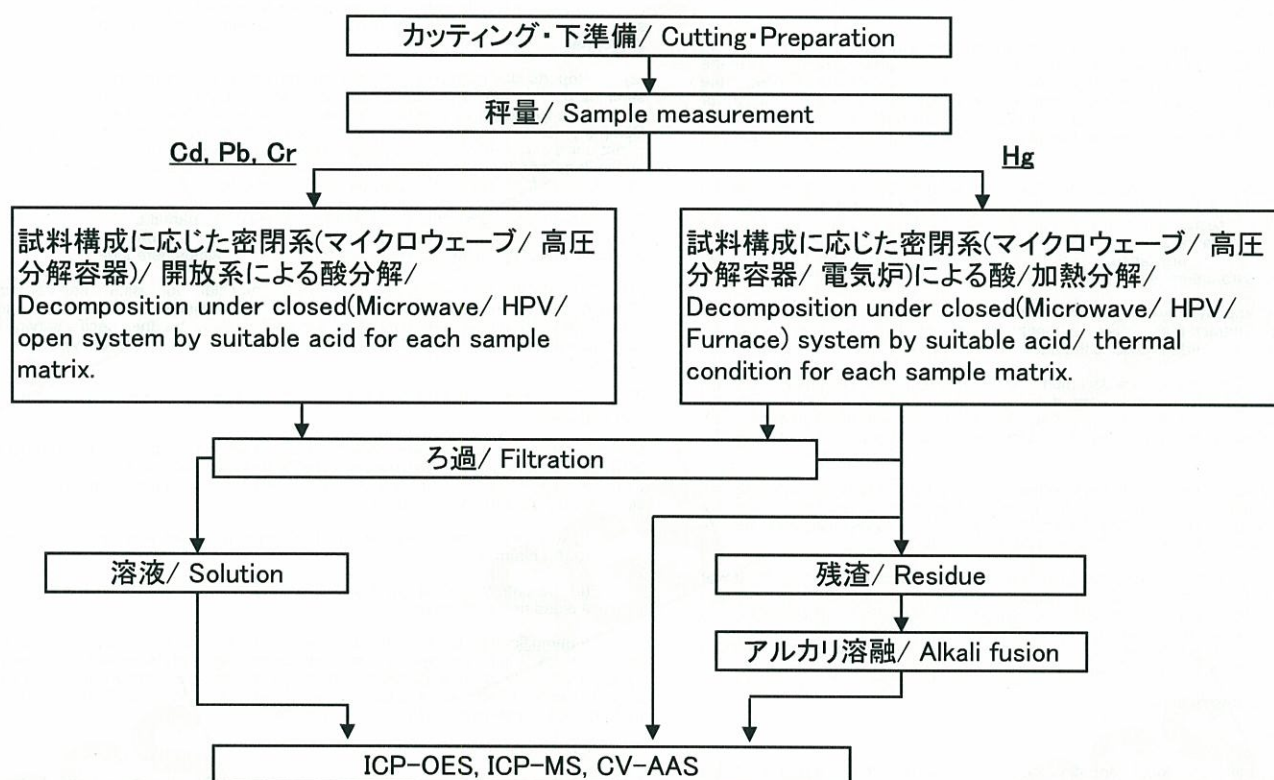 カッティング・下準備/ Cutting・Preparation
秤量/ Sample measurement
Cd, Pb, Cr
Hg
試料構成に応じた密閉系(マイクロウェーブ/ 高圧
分解容器)/ 開放系による酸分解/
Decomposition under closed(Microwave/ HPV/
open system by suitable acid for each sample
matrix.
試料構成に応じた密閉系(マイクロウェーブ/ 高圧
分解容器/ 電気炉)による酸/加熱分解/
Decomposition under closed(Microwave/ HPV/
Furnace) system by suitable acid/ thermal
condition for each sample matrix.
ろ過/ Filtration
溶液/ Solution
残渣/ Residue
アルカリ溶融/ Alkali fusion
ICP-OES, ICP-MS, CV-AAS